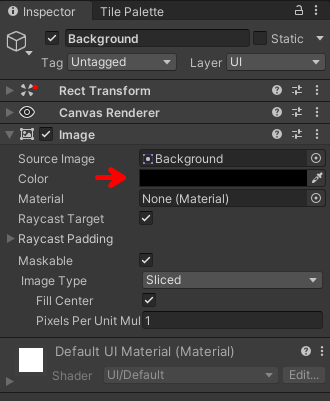 Inspector
Tile Palette
Background
Static
Tag
Untagged
Layer
UI
Rect Transform
Canvas Renderer
Image
Source Image
Background
Color
Material
None (Material)
Raycast Target
Raycast Padding
Maskable
Image Type
Sliced
Fill Center
Pixels Per Unit Mul
1
Default UI Material (Material)
Shader
UI/Default
Edit...